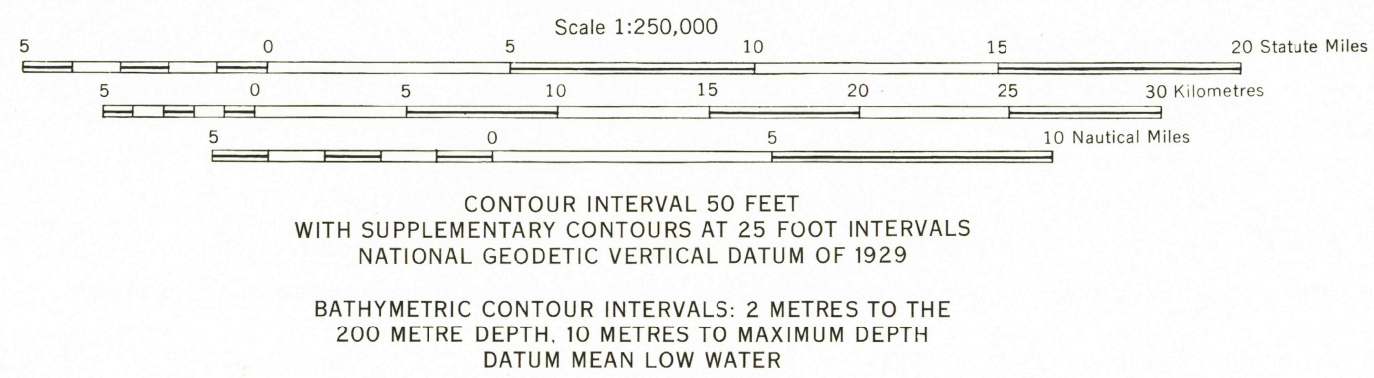 Scale 1:250,000
5 0 5 10 15 20 Statute Miles
5 0 5 10 15 20 25 30 Kilometres
5 0 5 10 Nautical Miles
CONTOUR INTERVAL 50 FEET
WITH SUPPLEMENTARY CONTOURS AT 25 FOOT INTERVALS
NATIONAL GEODETIC VERTICAL DATUM OF 1929
BATHYMETRIC CONTOUR INTERVALS: 2 METRES TO THE
200 METRE DEPTH, 10 METRES TO MAXIMUM DEPTH
DATUM MEAN LOW WATER